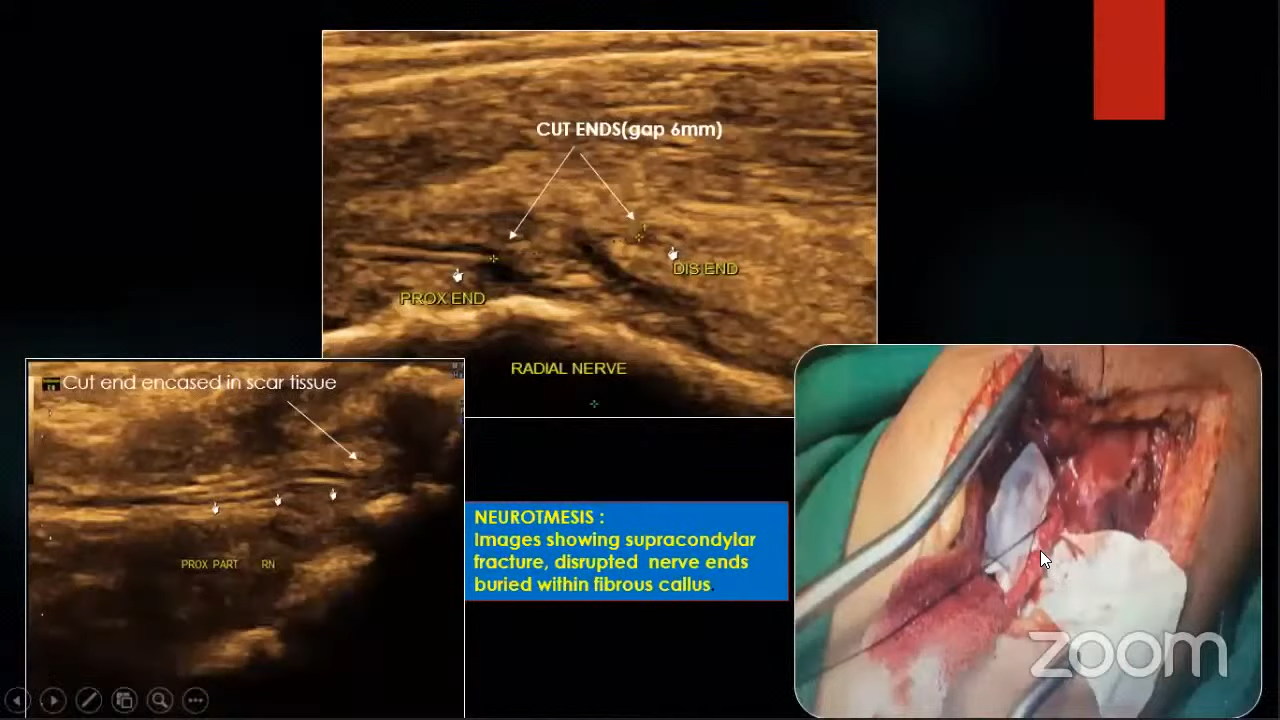 CUT ENDS(gap 6mm)
DIS END
PROX END
RADIAL NERVE
Cut end encased in scar tissue
PROX PART RN
NEUROTMESIS :
Images showing supracondylar
fracture, disrupted nerve ends
buried within fibrous callus.
zoom